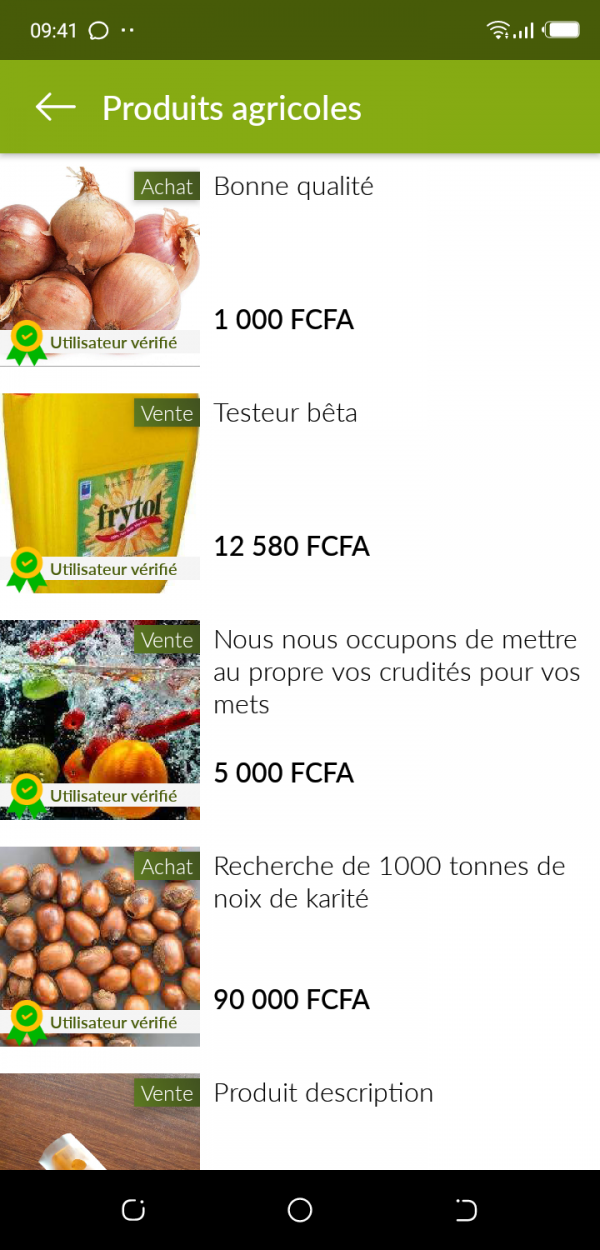 09:41
Produits agricoles
Achat
Bonne qualité
1 000 FCFA
Utilisateur vérifié
Vente
Testeur bêta
frytol
12 580 FCFA
Utilisateur vérifié
Vente
Nous nous occupons de mettre
au propre vos crudités pour vos
mets
5 000 FCFA
Utilisateur vérifié
Achat
Recherche de 1000 tonnes de
noix de karité
90 000 FCFA
Utilisateur vérifié
Vente
Produit description